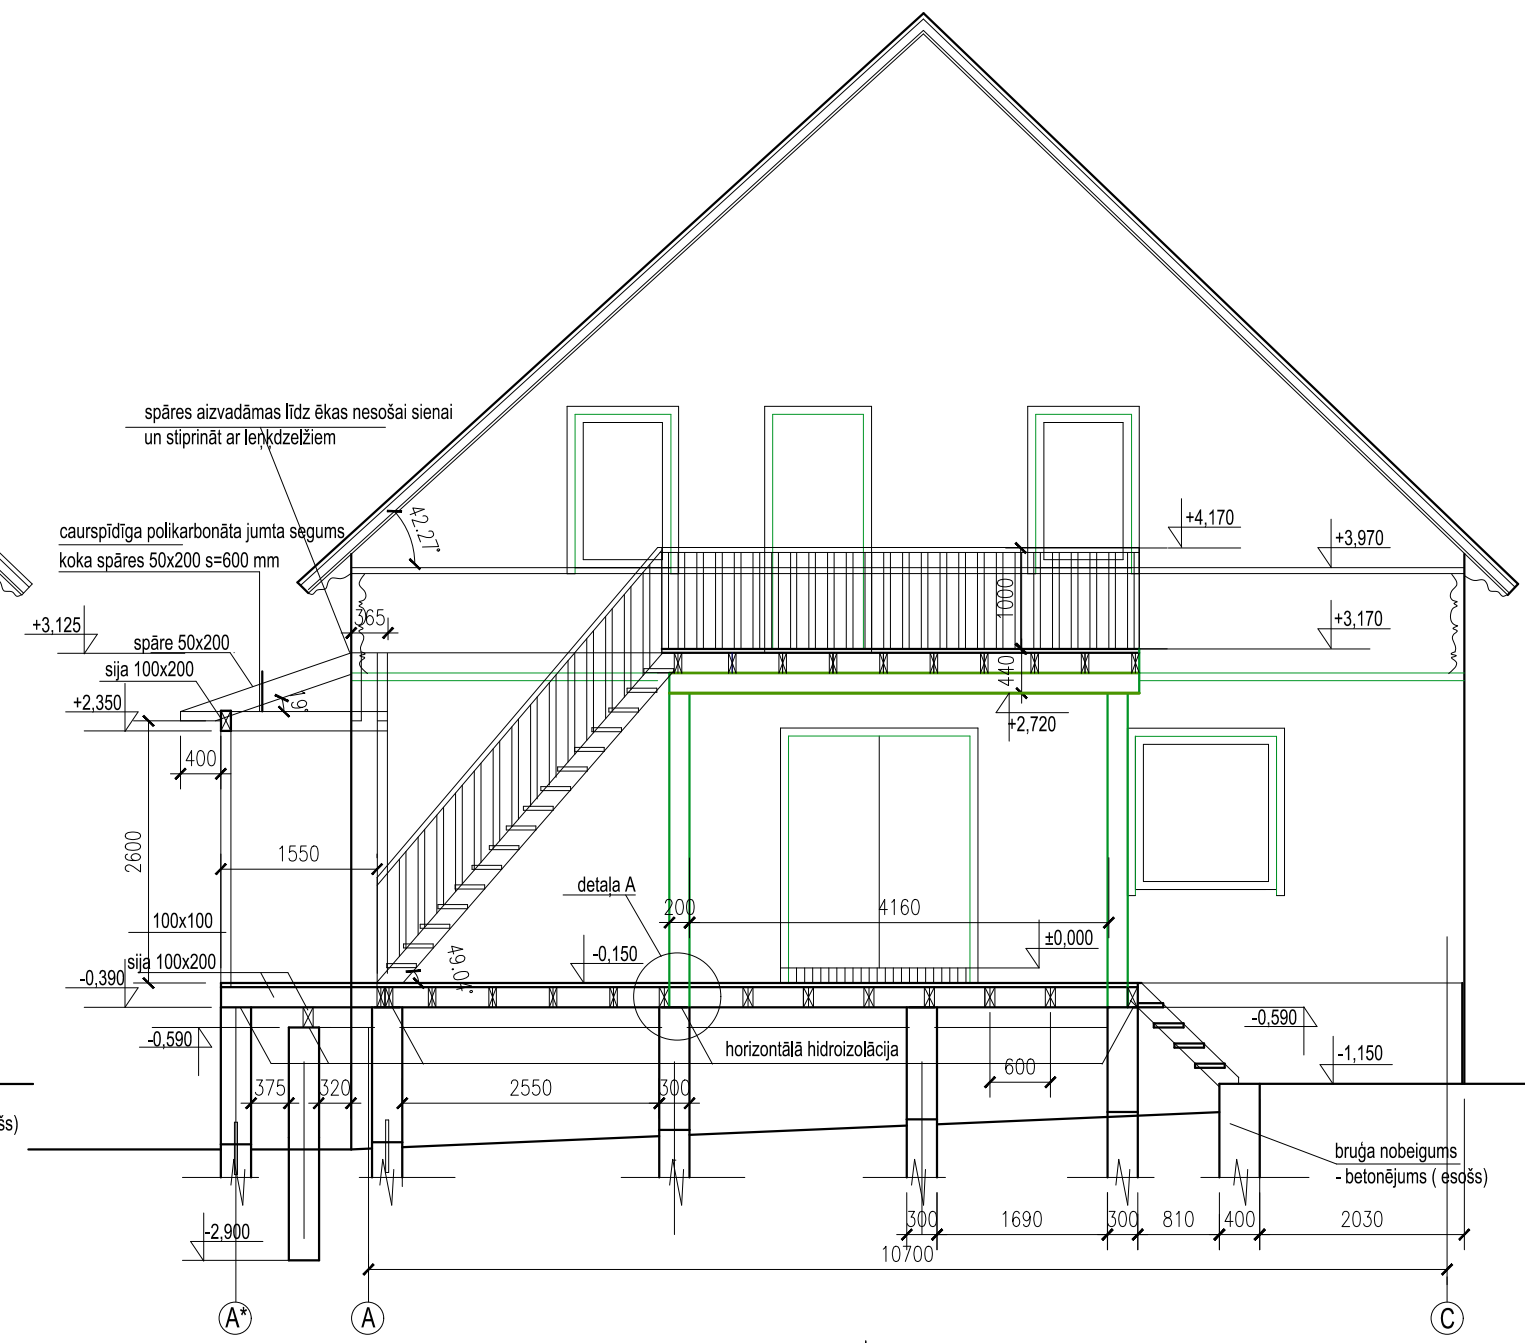 spāres aizvadāmas līdz ēkas nesošai sienai
un stiprināt ar leņķdzelžiem
42.27°
+4,170
+3,970
caurspīdīga polikarbonāta jumta segums
koka spāres 50x200 s=600 mm
1000
365
+3,125
+3,170
spāre 50x200
sija 100x200
440
+2,350
19°
+2,720
400
2600
1550
detaļa A
200
4160
100x100
±0,000
-0,150
49.04°
sija 100x200
-0,390
-0,590
-0,590
horizontālā hidroizolācija
-1,150
600
375
320
2550
300
šs)
bruģa nobeigums
- betonējums ( esošs)
-2,900
300
1690
300
810
400
2030
10700
A*
A
C